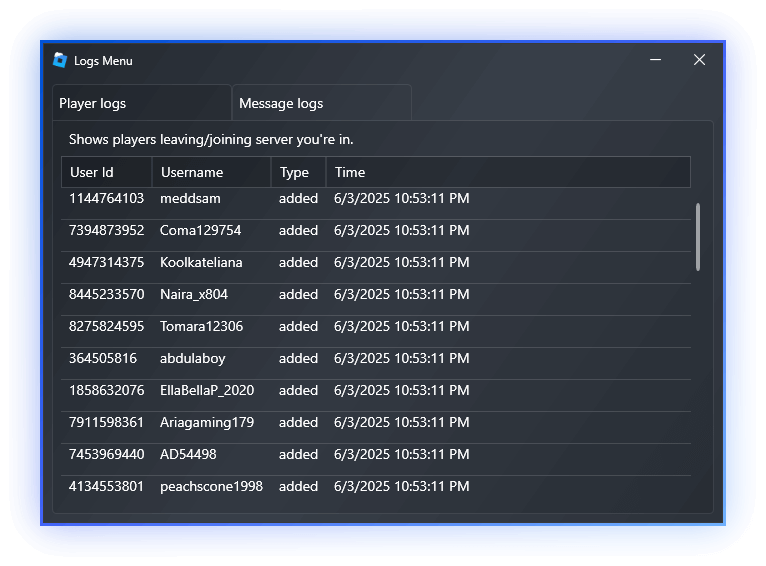 Logs Menu
Player logs Message logs
Shows players leaving/joining server you're in.
User Id Username Type Time
1144764103 meddsam added 6/3/2025 10:53:11 PM
7394873952 Coma129754 added 6/3/2025 10:53:11 PM
4947314375 Koolkateliana added 6/3/2025 10:53:11 PM
8445233570 Naira_x804 added 6/3/2025 10:53:11 PM
8275824595 Tomara12306 added 6/3/2025 10:53:11 PM
364505816 abdulaboy added 6/3/2025 10:53:11 PM
1858632076 EllaBellaP_2020 added 6/3/2025 10:53:11 PM
7911598361 Ariagaming179 added 6/3/2025 10:53:11 PM
7453969440 AD54498 added 6/3/2025 10:53:11 PM
4134553801 peachscone1998 added 6/3/2025 10:53:11 PM